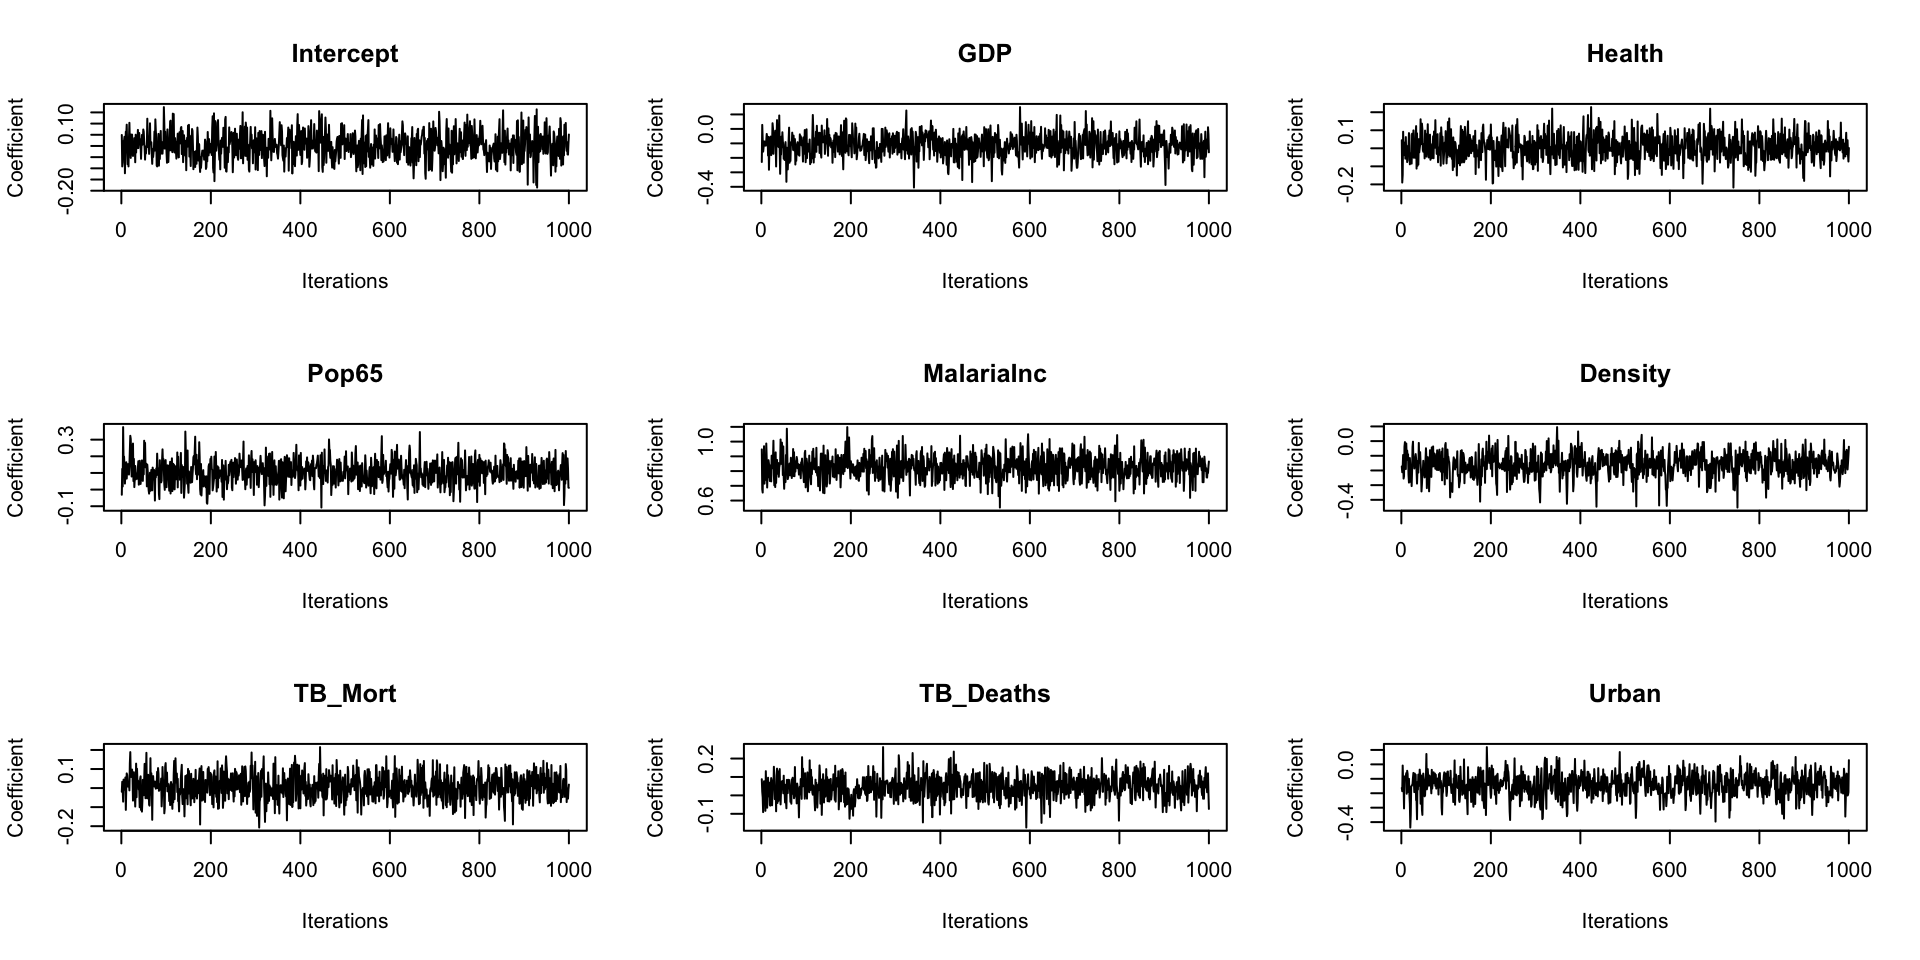 Intercept
GDP
Health
Coefficient
0.10
-0.20
Coefficient
0.0
-0.4
Coefficient
0.1
-0.2
0 200 400 600 800 1000
0 200 400 600 800 1000
0 200 400 600 800 1000
Iterations
Iterations
Iterations
Pop65
MalariaInc
Density
Coefficient
0.3
-0.1
Coefficient
1.0
0.6
Coefficient
0.0
-0.4
0 200 400 600 800 1000
0 200 400 600 800 1000
0 200 400 600 800 1000
Iterations
Iterations
Iterations
TB_Mort
TB_Deaths
Urban
Coefficient
0.1
-0.2
Coefficient
0.2
-0.1
Coefficient
0.0
-0.4
0 200 400 600 800 1000
0 200 400 600 800 1000
0 200 400 600 800 1000
Iterations
Iterations
Iterations